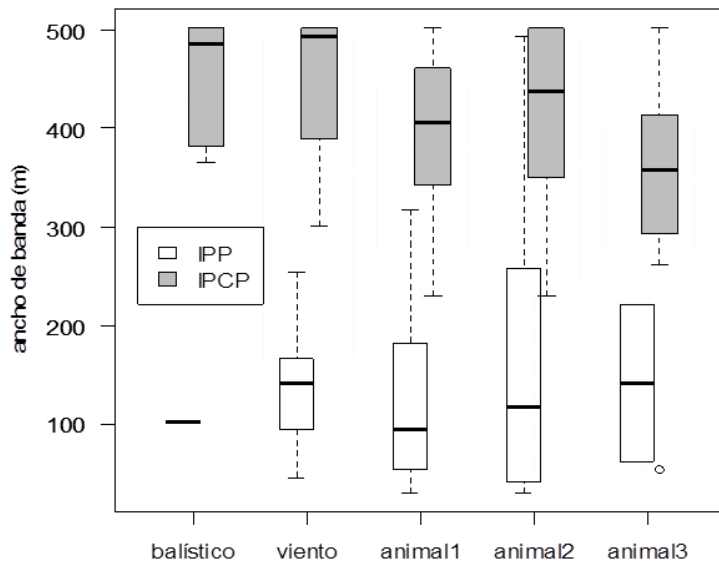 ancho de banda (m)
500
400
300
200
100
IPP
IPCP
balístico viento animal1 animal2 animal3